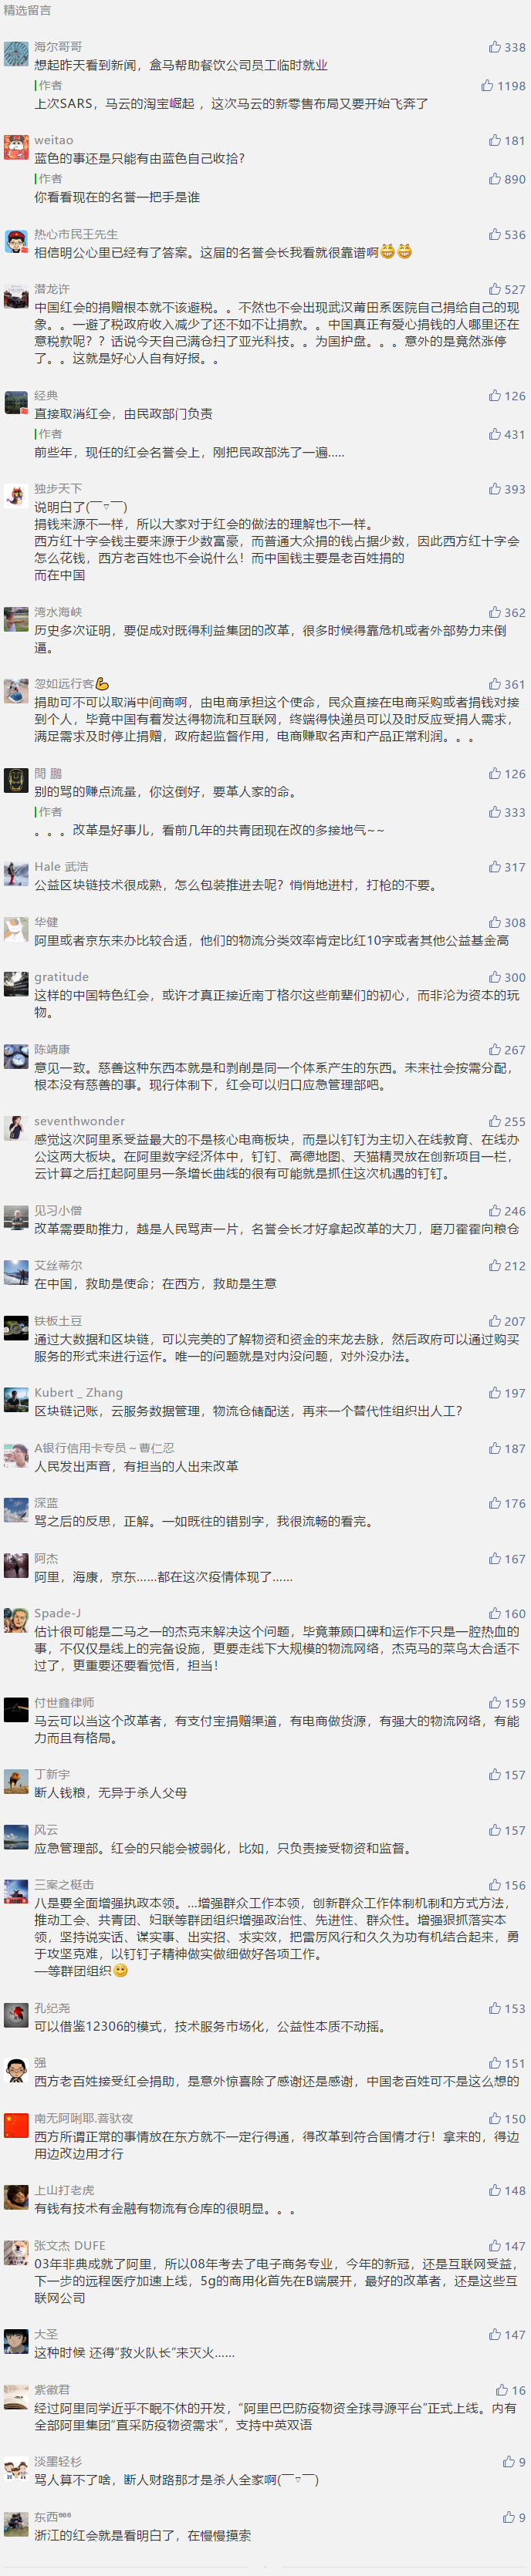 精选留言
海尔哥哥
338
想起昨天看到新闻，盒马帮助餐饮公司员工临时就业
作者
1198
上次SARS，马云的淘宝崛起 ，这次马云的新零售布局又要开始飞奔了
weitao
181
蓝色的事还是只能有由蓝色自己收拾？
作者
890
你看看现在的名誉一把手是谁
热心市民王先生
536
相信明公心里已经有了答案。这届的名誉会长我看就很靠谱啊😁😁
潜龙许
527
中国红会的捐赠根本就不该避税。。不然也不会出现武汉莆田系医院自己捐给自己的现
象。。一避了税政府收入减少了还不如不让捐款。。中国真正有爱心捐钱的人哪里还在
意税款呢？？话说今天自己满仓扫了亚光科技。。为国护盘。。。意外的是竟然涨停
了。。这就是好心人自有好报。。
经典
126
直接取消红会，由民政部门负责
作者
431
前些年，现任的红会名誉会上，刚把民政部洗了一遍.....
独步天下
393
说明白了(￣▽￣)
捐钱来源不一样，所以大家对于红会的做法的理解也不一样。
西方红十字会钱主要来源于少数富豪，而普通大众捐的钱占据少数，因此西方红十字会
怎么花钱，西方老百姓也不会说什么！而中国钱主要是老百姓捐的
而在中国
湾水海峡
362
历史多次证明，要促成对既得利益集团的改革，很多时候得靠危机或者外部势力来倒
逼。
忽如远行客💪
361
捐助可不可以取消中间商啊，由电商承担这个使命，民众直接在电商采购或者捐钱对接
到个人，毕竟中国有着发达得物流和互联网，终端得快递员可以及时反应受捐人需求，
满足需求及时停止捐赠，政府起监督作用，电商赚取名声和产品正常利润。。。
閏 鵬
126
别的骂的赚点流量，你这倒好，要革人家的命。
作者
333
。。。改革是好事儿，看前几年的共青团现在改的多接地气~~
Hale 武浩
317
公益区块链技术很成熟，怎么包装推进去呢？悄悄地进村，打枪的不要。
华健
308
阿里或者京东来办比较合适，他们的物流分类效率肯定比红10字或者其他公益基金高
gratitude
300
这样的中国特色红会，或许才真正接近南丁格尔这些前辈们的初心，而非沦为资本的玩
物。
陈靖康
267
意见一致。慈善这种东西本就是和剥削是同一个体系产生的东西。未来社会按需分配，
根本没有慈善的事。现行体制下，红会可以归口应急管理部吧。
seventhwonder
255
感觉这次阿里系受益最大的不是核心电商板块，而是以钉钉为主切入在线教育、在线办
公这两大板块。在阿里数字经济体中，钉钉、高德地图、天猫精灵放在创新项目一栏，
云计算之后扛起阿里另一条增长曲线的很有可能就是抓住这次机遇的钉钉。
见习小僧
246
改革需要助推力，越是人民骂声一片，名誉会长才好拿起改革的大刀，磨刀霍霍向粮仓
艾丝蒂尔
212
在中国，救助是使命；在西方，救助是生意
铁板土豆
207
通过大数据和区块链，可以完美的了解物资和资金的来龙去脉，然后政府可以通过购买
服务的形式来进行运作。唯一的问题就是对内没问题，对外没办法。
Kubert _ Zhang
197
区块链记账，云服务数据管理，物流仓储配送，再来一个替代性组织出人工？
A银行信用卡专员～曹仁忍
187
人民发出声音，有担当的人出来改革
深蓝
176
骂之后的反思，正解。一如既往的错别字，我很流畅的看完。
阿杰
167
阿里，海康，京东……都在这次疫情体现了……
Spade-J
160
估计很可能是二马之一的杰克来解决这个问题，毕竟兼顾口碑和运作不只是一腔热血的
事，不仅仅是线上的完备设施，更要走线下大规模的物流网络，杰克马的菜鸟太合适不
过了，更重要还要看觉悟，担当！
付世鑫律师
159
马云可以当这个改革者，有支付宝捐赠渠道，有电商做货源，有强大的物流网络，有能
力而且有格局。
丁新宇
157
断人钱粮，无异于杀人父母
风云
157
应急管理部。红会的只能会被弱化，比如，只负责接受物资和监督。
三案之梃击
156
八是要全面增强执政本领。…增强群众工作本领，创新群众工作体制机制和方式方法，
推动工会、共青团、妇联等群团组织增强政治性、先进性、群众性。增强狠抓落实本
领，坚持说实话、谋实事、出实招、求实效，把雷厉风行和久久为功有机结合起来，勇
于攻坚克难，以钉钉子精神做实做细做好各项工作。
—等群团组织🙂
孔纪尧
153
可以借鉴12306的模式，技术服务市场化，公益性本质不动摇。
强
151
西方老百姓接受红会捐助，是意外惊喜除了感谢还是感谢，中国老百姓可不是这么想的
南无阿唎耶.菩驮夜
150
西方所谓正常的事情放在东方就不一定行得通，得改革到符合国情才行！拿来的，得边
用边改边用才行
上山打老虎
148
有钱有技术有金融有物流有仓库的很明显。。。
张文杰 DUFE
147
03年非典成就了阿里，所以08年考去了电子商务专业，今年的新冠，还是互联网受益，
下一步的远程医疗加速上线，5g的商用化首先在B端展开，最好的改革者，还是这些互
联网公司
大圣
147
这种时候 还得“救火队长“来灭火……
紫徽君
16
经过阿里同学近乎不眠不休的开发，“阿里巴巴防疫物资全球寻源平台”正式上线。内有
全部阿里集团“直采防疫物资需求”，支持中英双语
淡墨轻杉
9
骂人算不了啥，断人财路那才是杀人全家啊(￣▽￣)
东西⁶⁶⁶
9
浙江的红会就是看明白了，在慢慢摸索